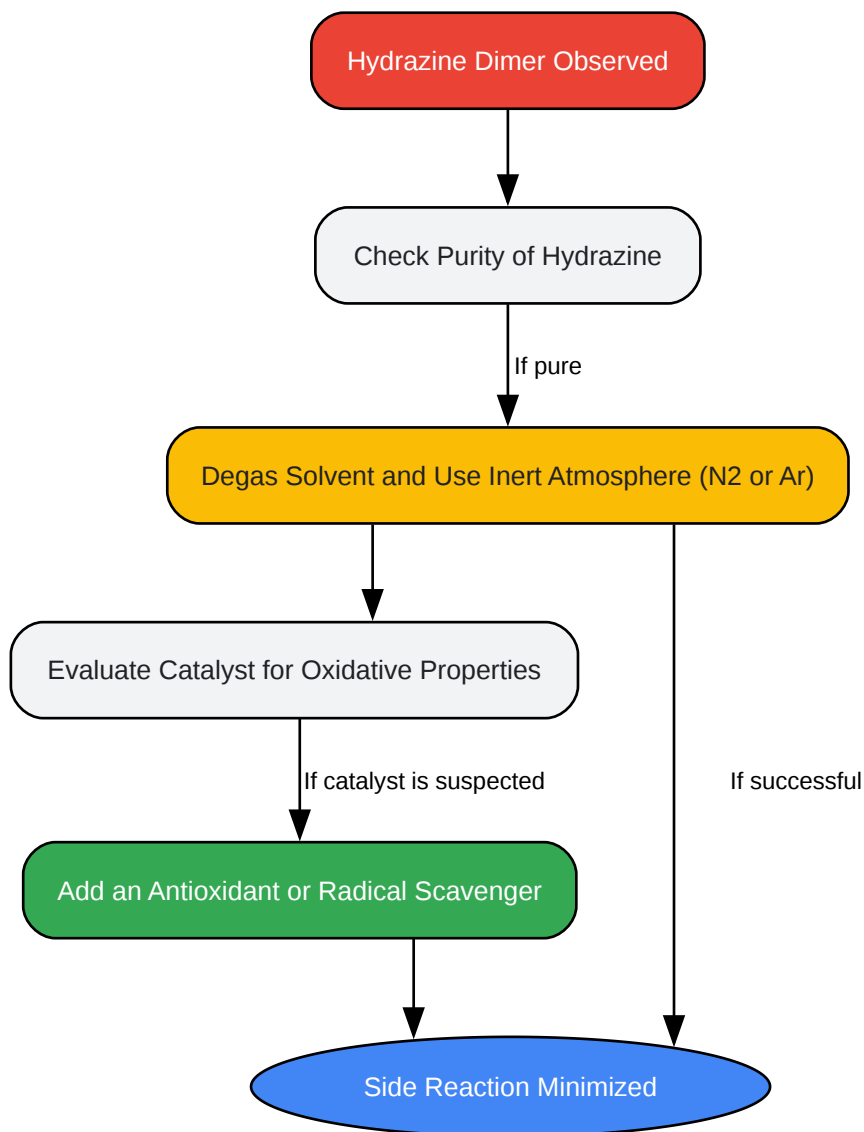 Hydrazine Dimer Observed
Check Purity of Hydrazine
If pure
Degas Solvent and Use Inert Atmosphere (N2 or Ar)
Evaluate Catalyst for Oxidative Properties
If catalyst is suspected
If successful
Add an Antioxidant or Radical Scavenger
Side Reaction Minimized